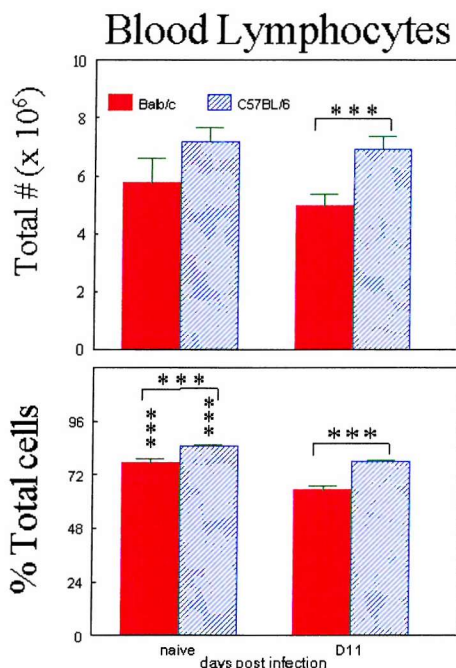 Blood Lymphocytes
Total # (x 10⁶)
10
8
6
4
2
0
Balb/c
C57BL/6
***
% Total cells
96
72
48
24
0
***
***
***
***
naive
D11
days post infection